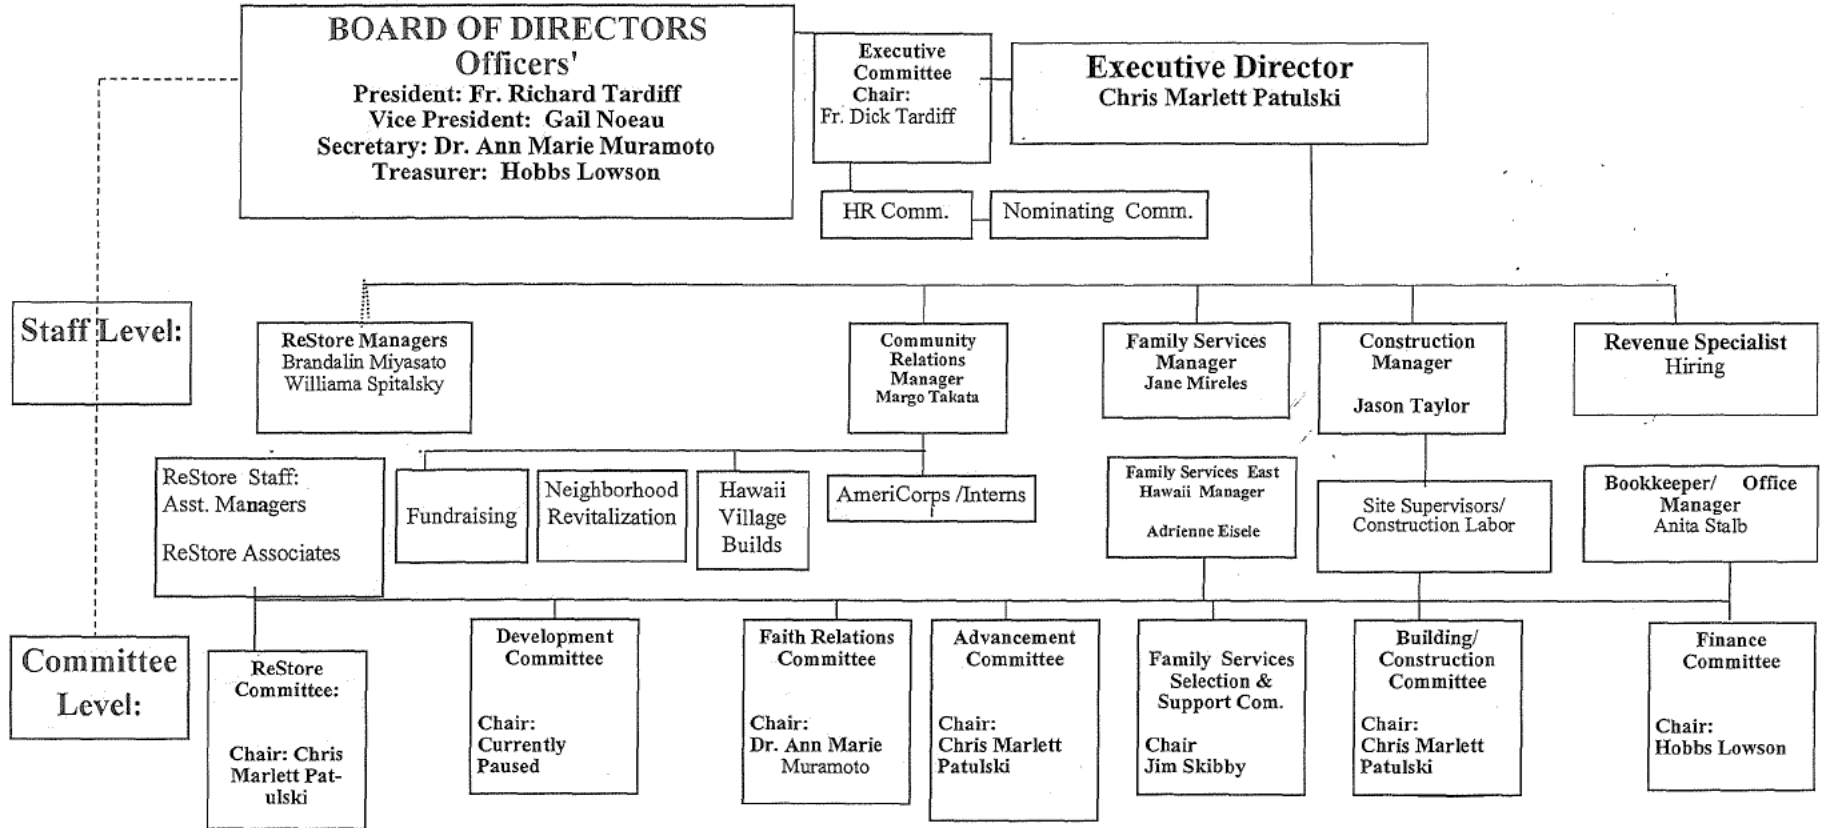 BOARD OF DIRECTORS
Officers'
President: Fr. Richard Tardiff
Vice President: Gail Noeau
Secretary: Dr. Ann Marie Muramoto
Treasurer: Hobbs Lowson
Executive
Committee
Chair:
Fr. Dick Tardiff
Executive Director
Chris Marlett Patulski
HR Comm.
Nominating Comm.
Staff Level:
ReStore Managers
Brandalin Miyasato
Williama Spitalsky
Community
Relations
Manager
Margo Takata
Family Services
Manager
Jane Mireles
Construction
Manager
Jason Taylor
Revenue Specialist
Hiring
ReStore Staff:
Asst. Managers
ReStore Associates
Fundraising
Neighborhood
Revitalization
Hawaii
Village
Builds
AmeriCorps /Interns
Family Services East
Hawaii Manager
Adrienne Eisele
Site Supervisors/
Construction Labor
Bookkeeper/ Office
Manager
Anita Stalb
Committee
Level:
ReStore
Committee:
Chair: Chris
Marlett Pat-
ulski
Development
Committee
Chair:
Currently
Paused
Faith Relations
Committee
Chair:
Dr. Ann Marie
Muramoto
Advancement
Committee
Chair:
Chris Marlett
Patulski
Family Services
Selection &
Support Com.
Chair
Jim Skibby
Building/
Construction
Committee
Chair:
Chris Marlett
Patulski
Finance
Committee
Chair:
Hobbs Lowson